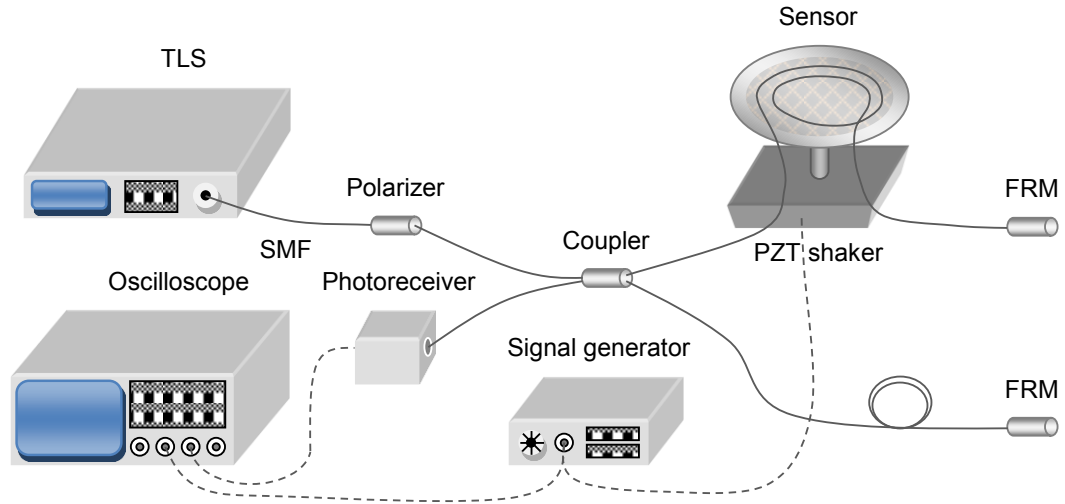 Sensor
TLS
Polarizer
FRM
SMF
Coupler
PZT shaker
Oscilloscope
Photoreceiver
Signal generator
FRM